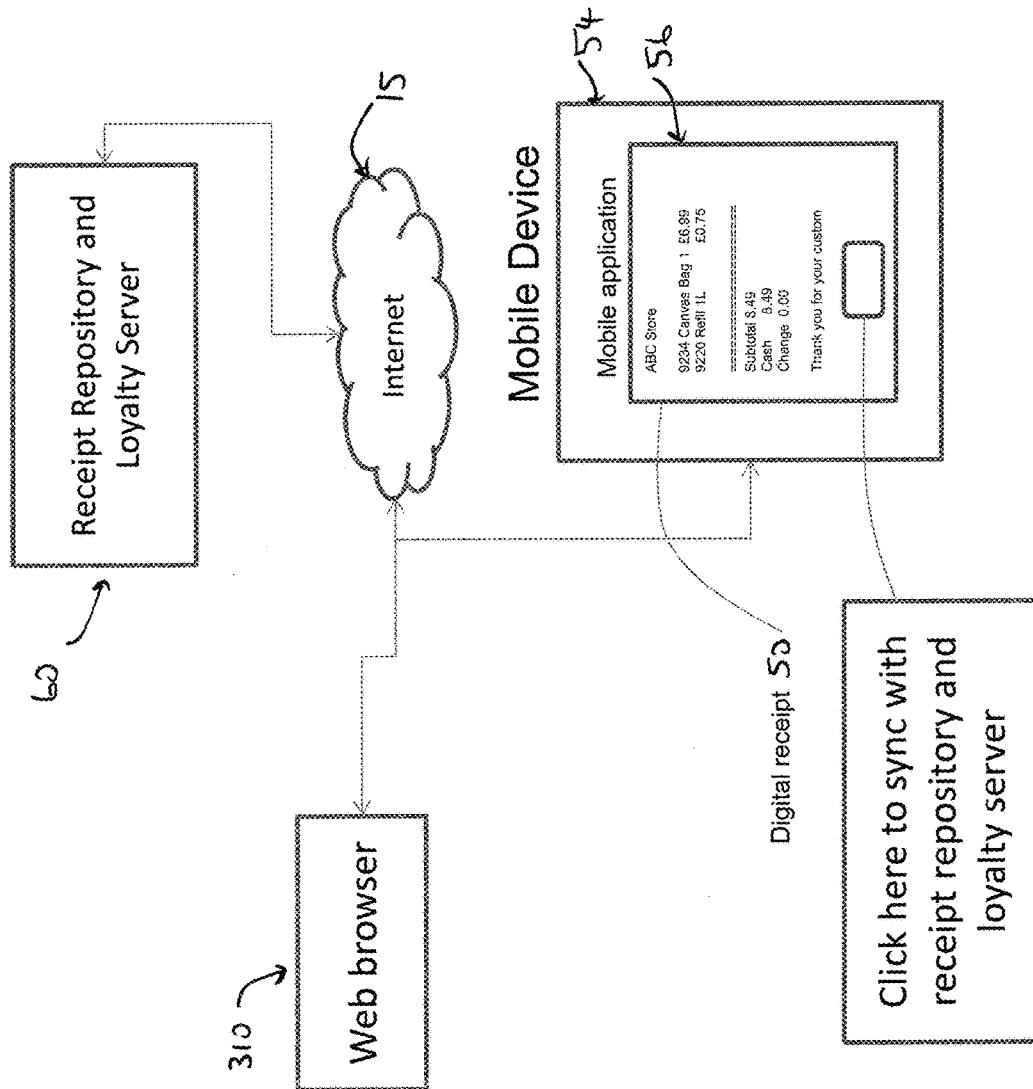 60
Receipt Repository and
Loyalty Server
310
Web browser
15
Internet
Mobile Device
54
Mobile application
56
ABC Store
9234 Canvas Bag 1 £6.99
9220 Refil 1L £0.75
Subtotal 8.49
Cash 8.49
Change 0.00
Thank you for your custom
Digital receipt 50
Click here to sync with
receipt repository and
loyalty server